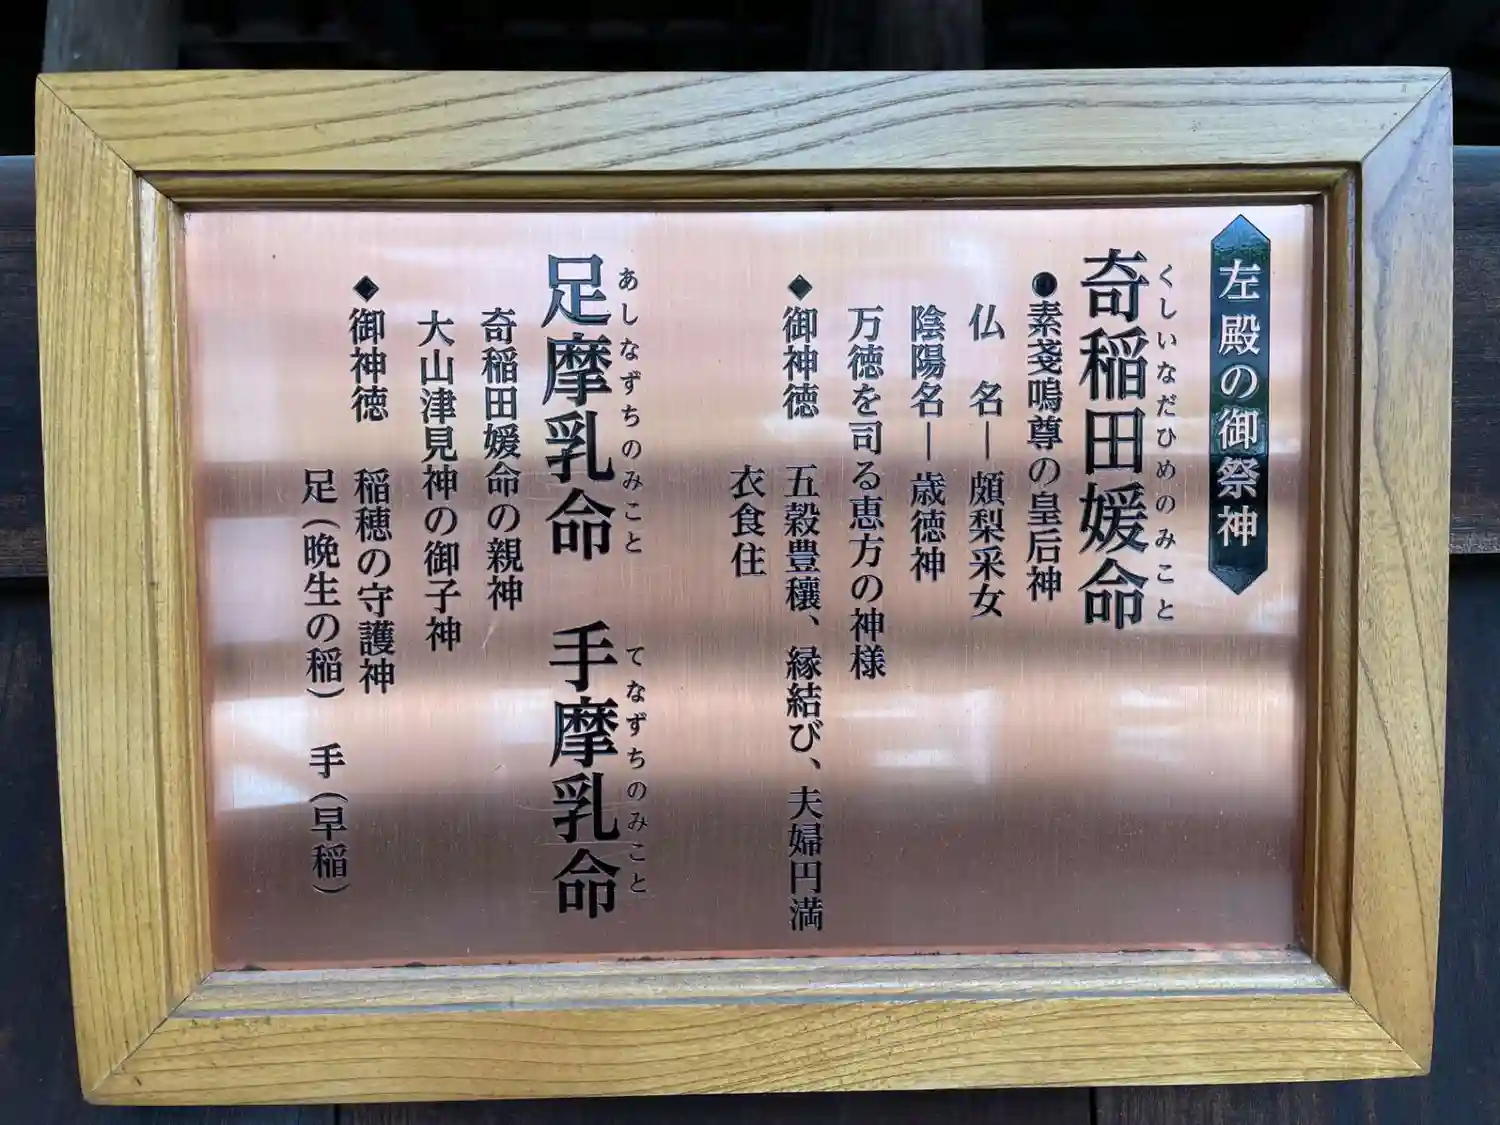 左殿の御祭神
奇稲田媛命
くしいなだひめのみこと
●素戔嗚尊の皇后神
仏 名―頗梨采女
陰陽名―歳徳神
万徳を司る恵方の神様
◆御神徳 五穀豊穰、縁結び、夫婦円満
衣食住
足摩乳命 手摩乳命
あしなずちのみこと てなずちのみこと
奇稲田媛命の親神
大山津見神の御子神
◆御神徳 稲穂の守護神
足(晩生の稲) 手(早稲)